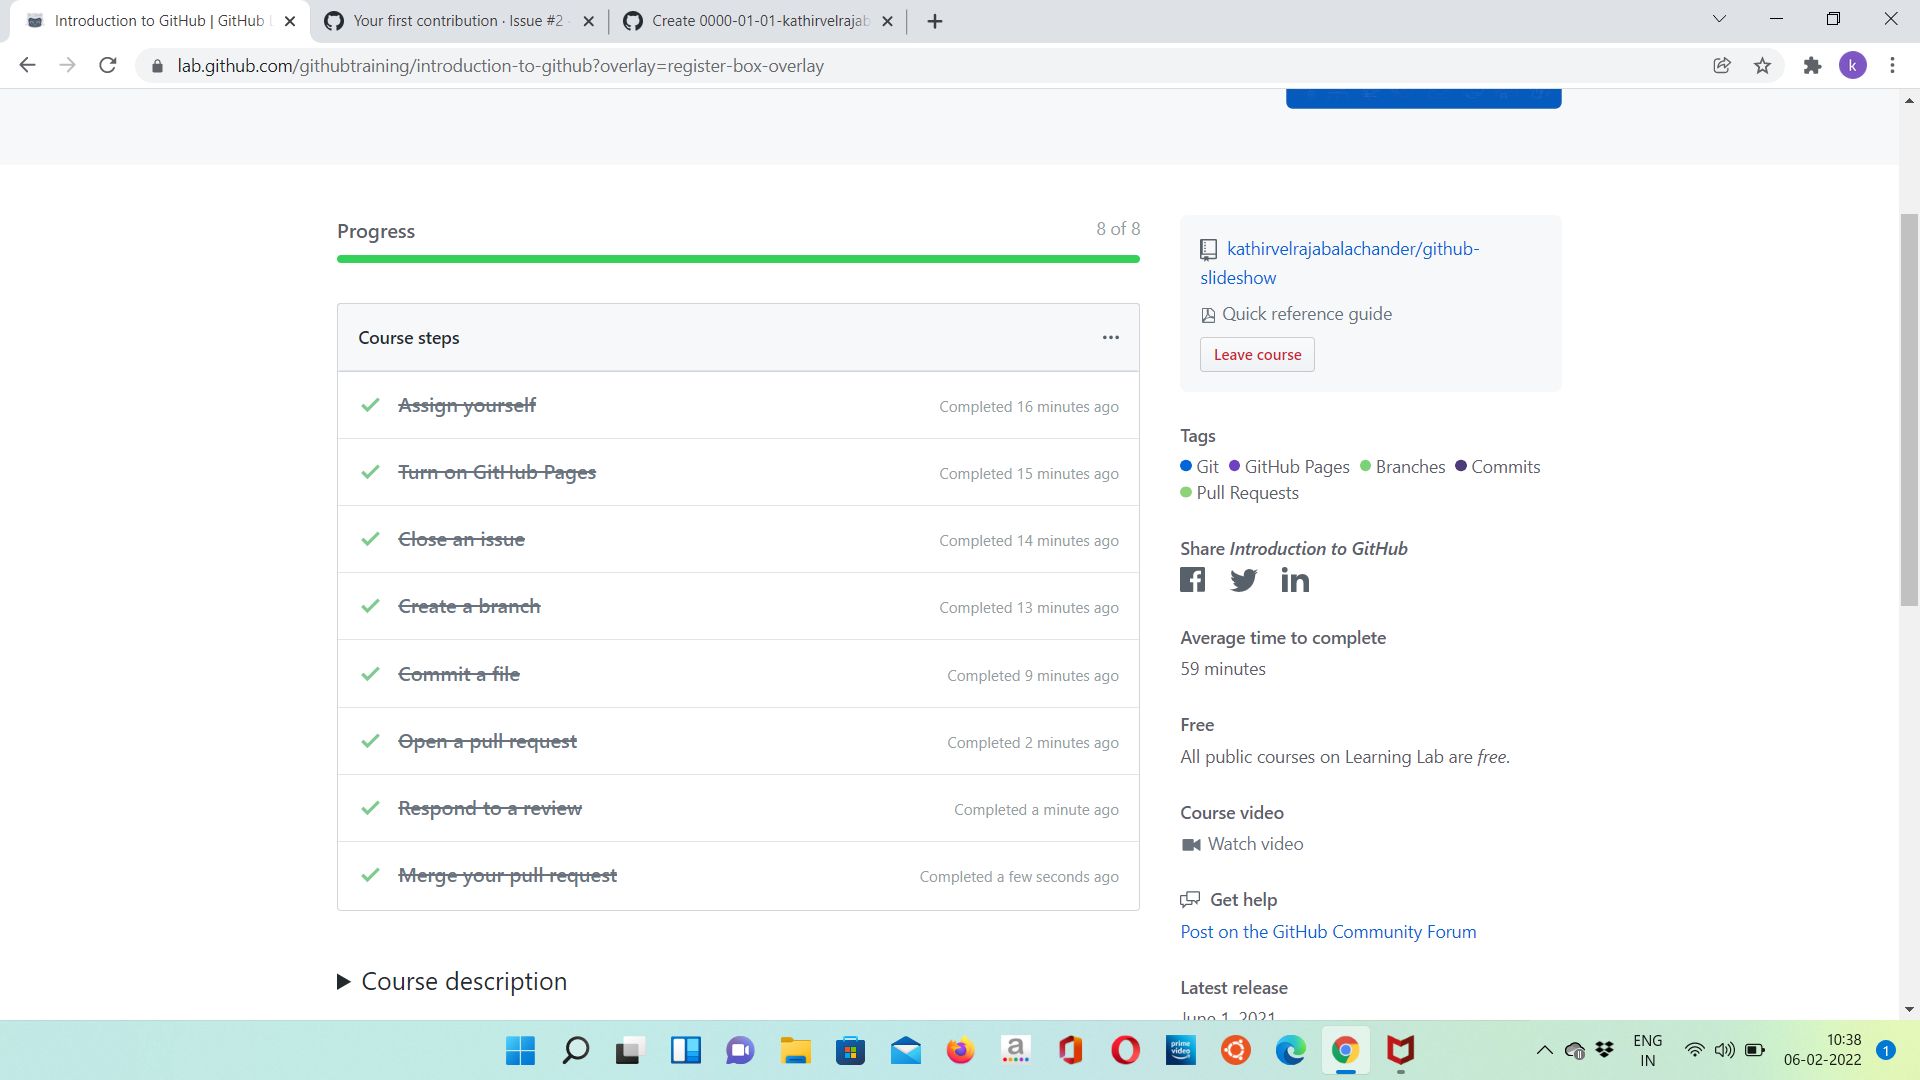 Introduction to GitHub | GitHub L
Your first contribution · Issue #2 ·
Create 0000-01-01-kathirvelrajab
lab.github.com/githubtraining/introduction-to-github?overlay=register-box-overlay
k
Progress
8 of 8
Course steps
Assign yourself
Completed 16 minutes ago
Turn on GitHub Pages
Completed 15 minutes ago
Close an issue
Completed 14 minutes ago
Create a branch
Completed 13 minutes ago
Commit a file
Completed 9 minutes ago
Open a pull request
Completed 2 minutes ago
Respond to a review
Completed a minute ago
Merge your pull request
Completed a few seconds ago
Course description
kathirvelrajabalachander/github-
slideshow
Quick reference guide
Leave course
Tags
Git GitHub Pages Branches Commits
Pull Requests
Share Introduction to GitHub
Average time to complete
59 minutes
Free
All public courses on Learning Lab are free.
Course video
Watch video
Get help
Post on the GitHub Community Forum
Latest release
June 1, 2021
a
prime
video
ENG
IN
10:38
06-02-2022
1